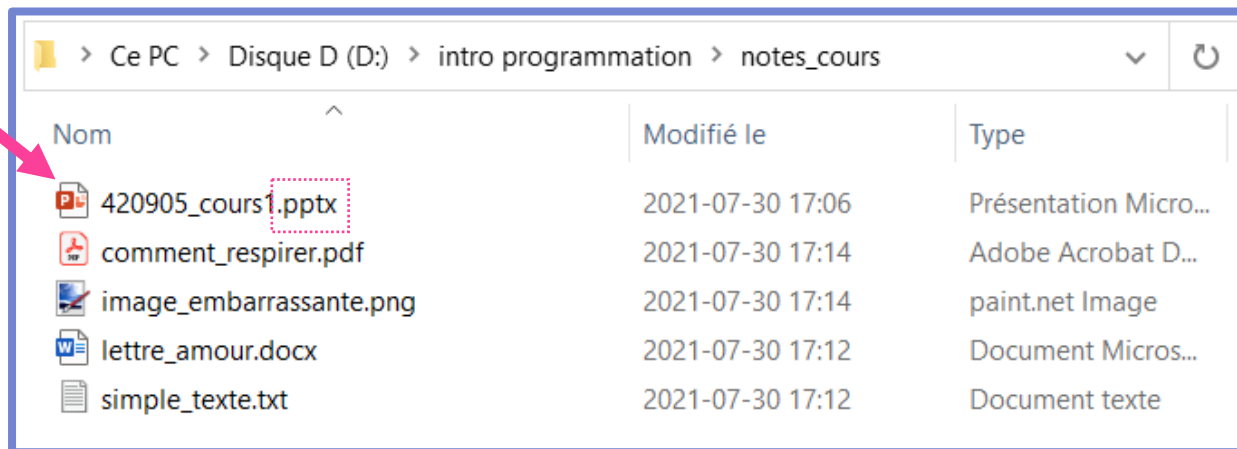 > Ce PC > Disque D (D:) > intro programmation > notes_cours
Nom Modifié le Type
420905_cours1.pptx 2021-07-30 17:06 Présentation Micro...
comment_respirer.pdf 2021-07-30 17:14 Adobe Acrobat D...
image_embarrassante.png 2021-07-30 17:14 paint.net Image
lettre_amour.docx 2021-07-30 17:12 Document Micros...
simple_texte.txt 2021-07-30 17:12 Document texte